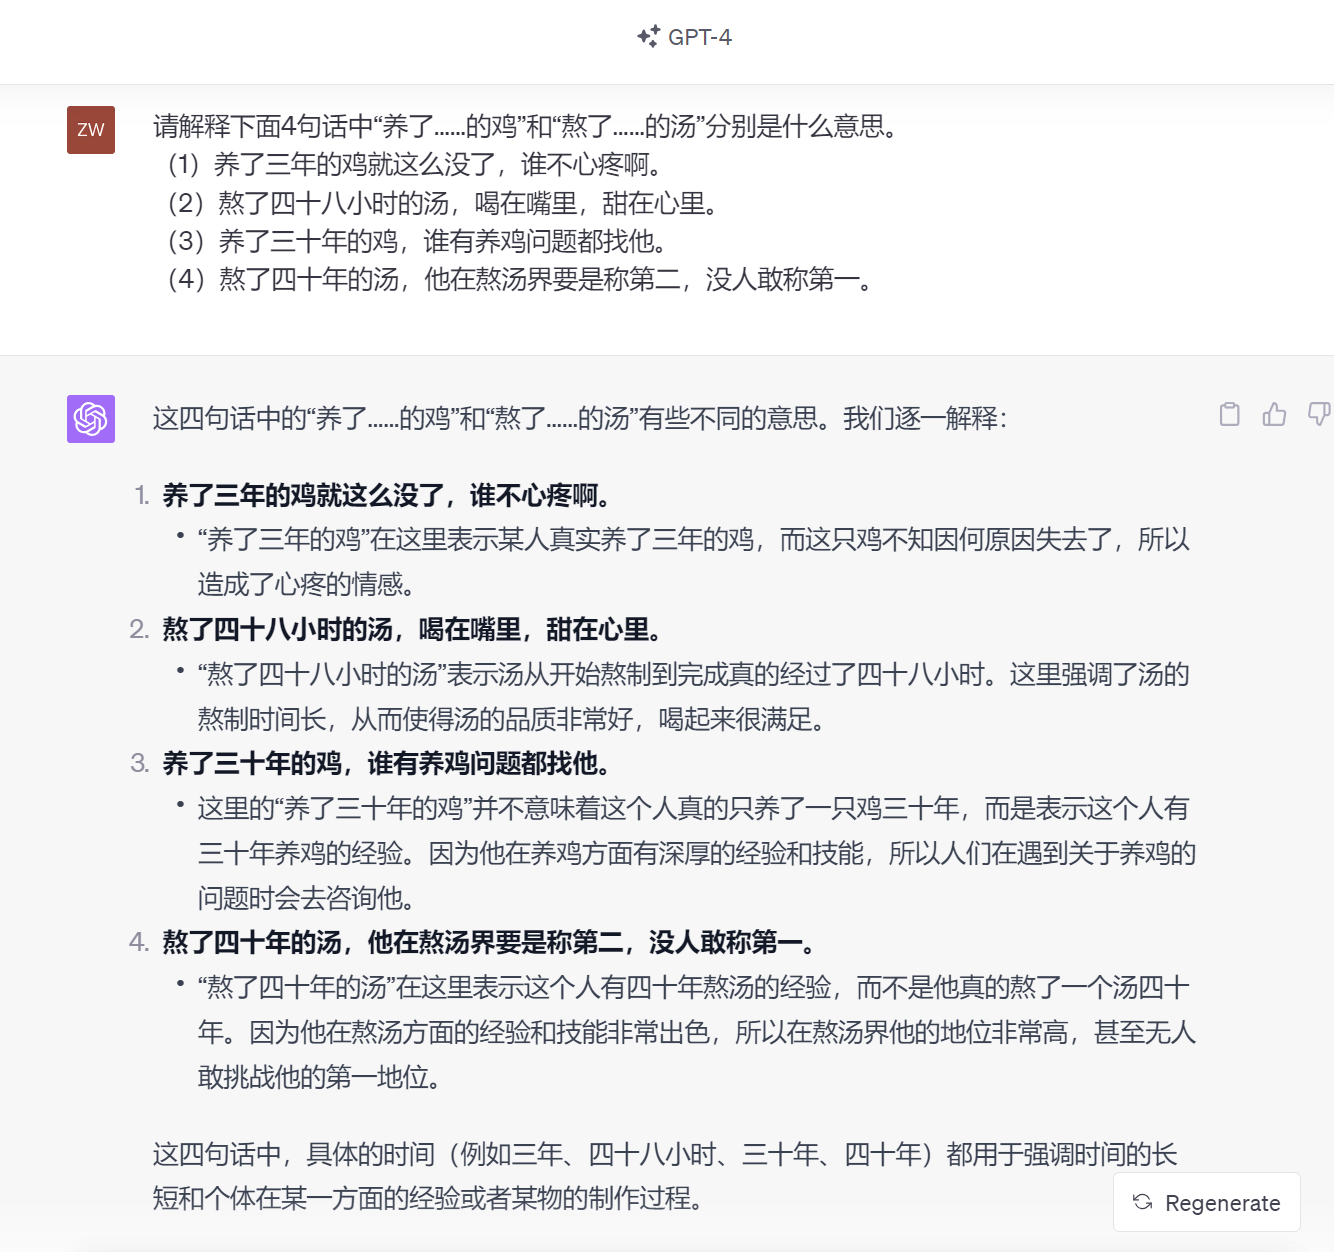 GPT-4
ZW
请解释下面4句话中“养了......的鸡”和“熬了......的汤”分别是什么意思。
（1）养了三年的鸡就这么没了，谁不心疼啊。
（2）熬了四十八小时的汤，喝在嘴里，甜在心里。
（3）养了三十年的鸡，谁有养鸡问题都找他。
（4）熬了四十年的汤，他在熬汤界要是称第二，没人敢称第一。
这四句话中的“养了......的鸡”和“熬了......的汤”有些不同的意思。我们逐一解释：
1. 养了三年的鸡就这么没了，谁不心疼啊。
• “养了三年的鸡”在这里表示某人真实养了三年的鸡，而这只鸡不知因何原因失去了，所以
造成了心疼的情感。
2. 熬了四十八小时的汤，喝在嘴里，甜在心里。
• “熬了四十八小时的汤”表示汤从开始熬制到完成真的经过了四十八小时。这里强调了汤的
熬制时间长，从而使得汤的品质非常好，喝起来很满足。
3. 养了三十年的鸡，谁有养鸡问题都找他。
• 这里的“养了三十年的鸡”并不意味着这个人真的只养了一只鸡三十年，而是表示这个人有
三十年养鸡的经验。因为他在养鸡方面有深厚的经验和技能，所以人们在遇到关于养鸡的
问题时会去咨询他。
4. 熬了四十年的汤，他在熬汤界要是称第二，没人敢称第一。
• “熬了四十年的汤”在这里表示这个人有四十年熬汤的经验，而不是他真的熬了一个汤四十
年。因为他在熬汤方面的经验和技能非常出色，所以在熬汤界他的地位非常高，甚至无人
敢挑战他的第一地位。
这四句话中，具体的时间（例如三年、四十八小时、三十年、四十年）都用于强调时间的长
短和个体在某一方面的经验或者某物的制作过程。
Regenerate